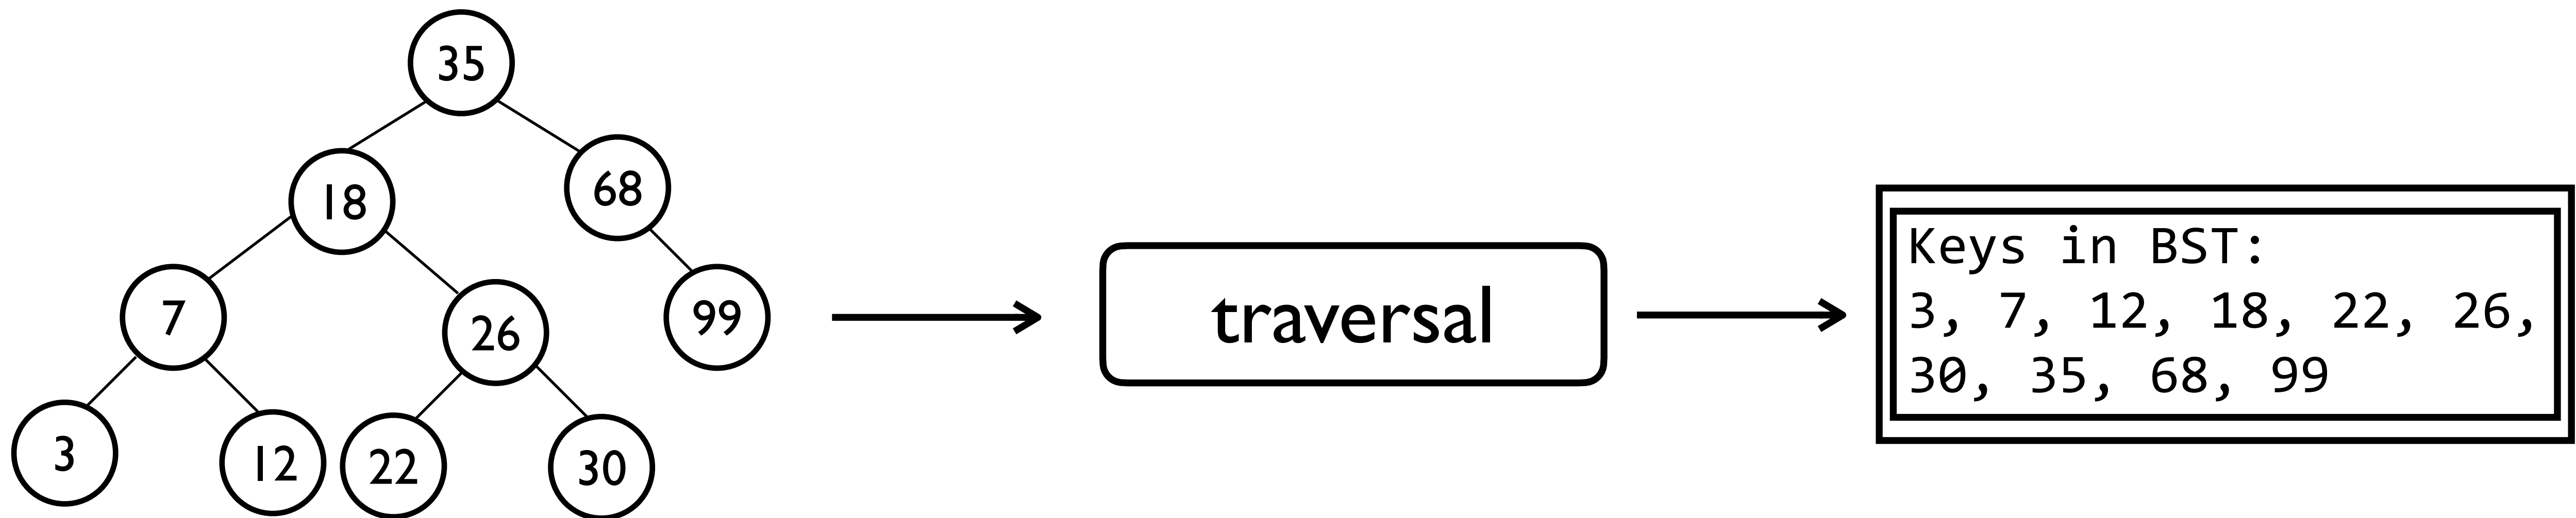 35
18
68
7
26
99
3
12
22
30
traversal
Keys in BST:
3, 7, 12, 18, 22, 26,
30, 35, 68, 99